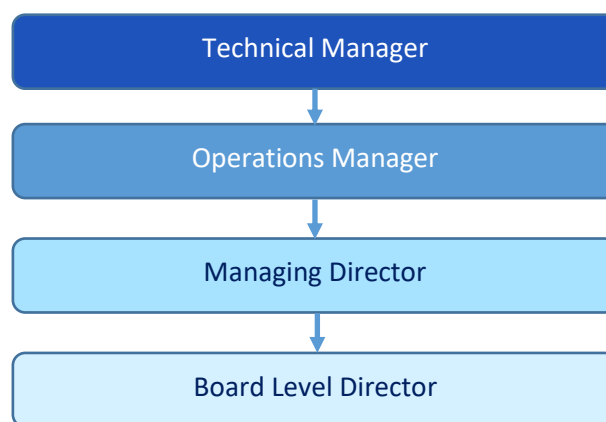 Technical Manager
Operations Manager
Managing Director
Board Level Director